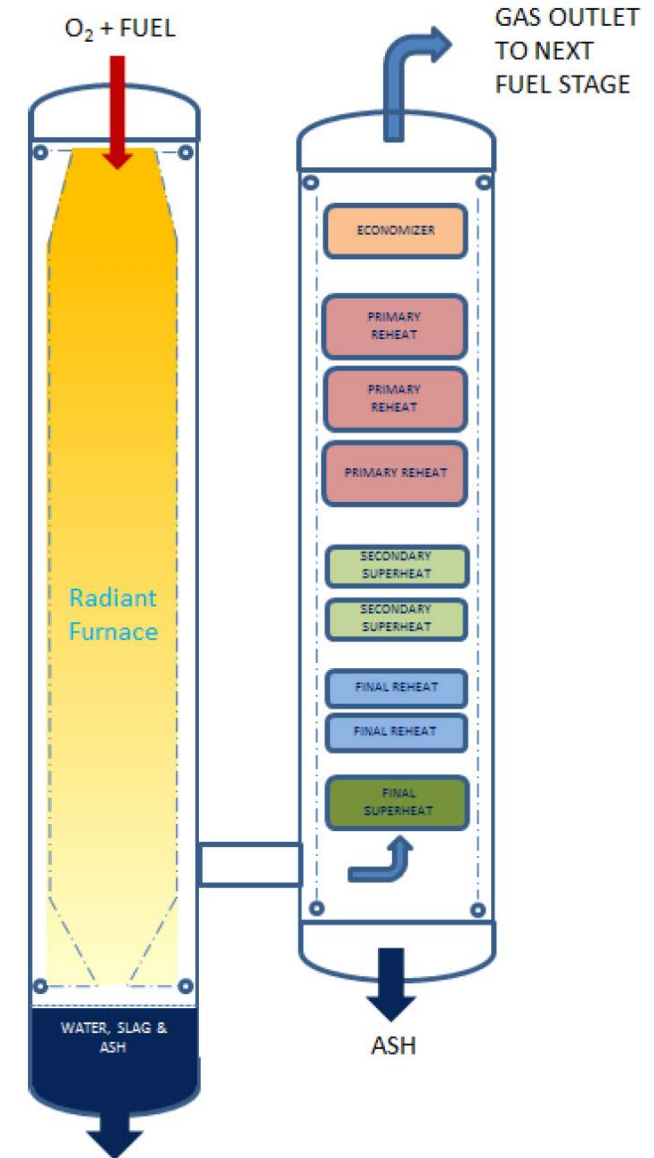 O₂ + FUEL
GAS OUTLET
TO NEXT
FUEL STAGE
ECONOMIZER
PRIMARY
REHEAT
PRIMARY
REHEAT
PRIMARY REHEAT
SECONDARY
SUPERHEAT
SECONDARY
SUPERHEAT
FINAL REHEAT
FINAL REHEAT
FINAL
SUPERHEAT
Radiant
Furnace
WATER, SLAG &
ASH
ASH